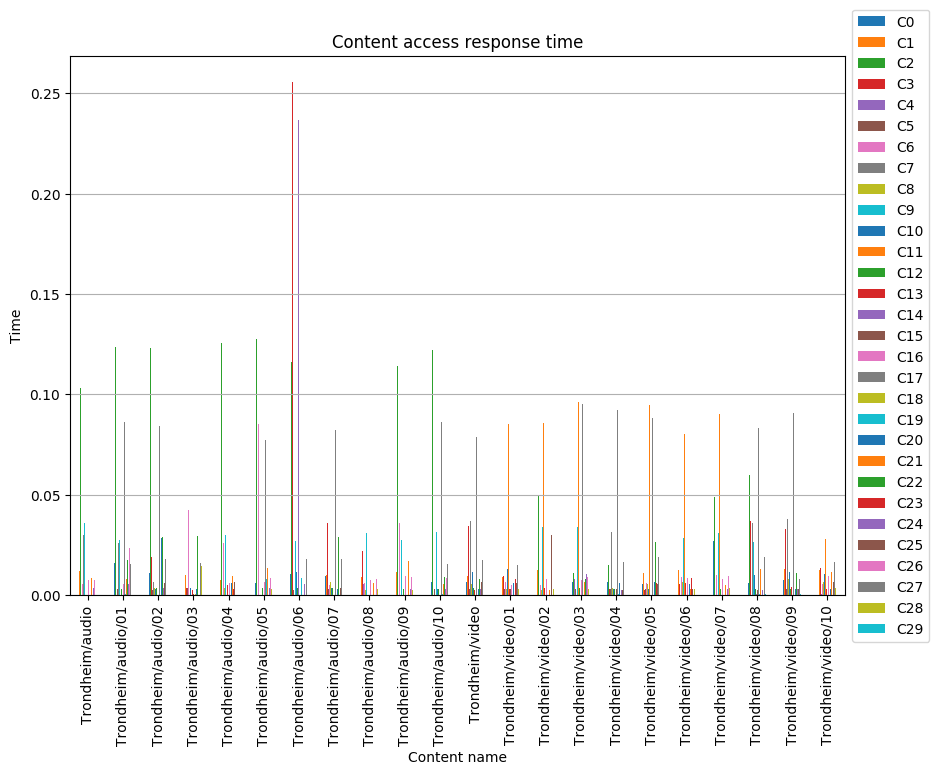 Content access response time
0.25
0.20
0.15
0.10
0.05
0.00
Time
Trondheim/audio
Trondheim/audio/01
Trondheim/audio/02
Trondheim/audio/03
Trondheim/audio/04
Trondheim/audio/05
Trondheim/audio/06
Trondheim/audio/07
Trondheim/audio/08
Trondheim/audio/09
Trondheim/audio/10
Trondheim/video
Trondheim/video/01
Trondheim/video/02
Trondheim/video/03
Trondheim/video/04
Trondheim/video/05
Trondheim/video/06
Trondheim/video/07
Trondheim/video/08
Trondheim/video/09
Trondheim/video/10
Content name
C0
C1
C2
C3
C4
C5
C6
C7
C8
C9
C10
C11
C12
C13
C14
C15
C16
C17
C18
C19
C20
C21
C22
C23
C24
C25
C26
C27
C28
C29